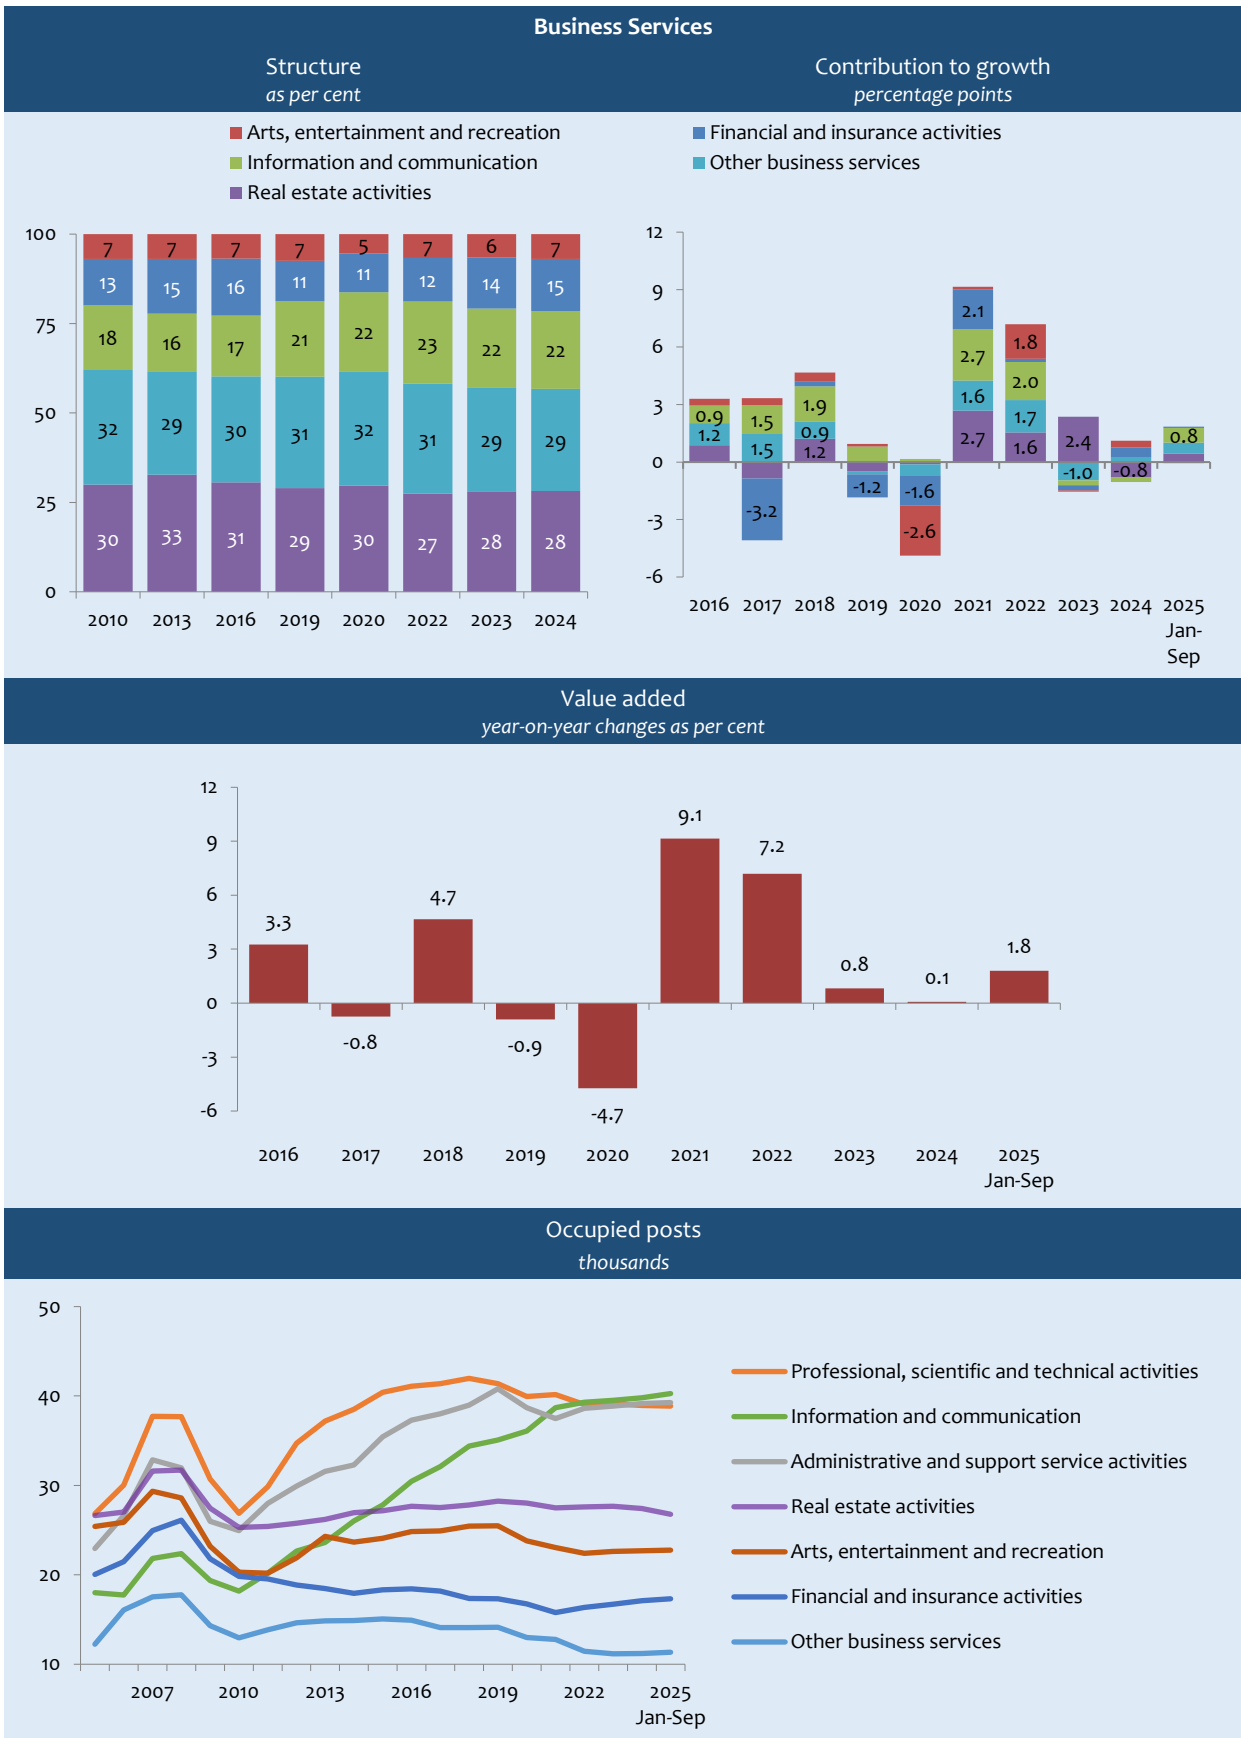 Business Services
Structure
as per cent
Contribution to growth
percentage points
Arts, entertainment and recreation
Financial and insurance activities
Information and communication
Other business services
Real estate activities
100
75
50
25
0
7 7 7 7 5 7 6 7
13 15 16 11 11 12 14 15
18 16 17 21 22 23 22 22
32 29 30 31 32 31 29 29
30 33 31 29 30 27 28 28
2010 2013 2016 2019 2020 2022 2023 2024
12
9
6
3
0
-3
-6
0.9
1.2
1.5
1.5
-3.2
1.9
0.9
1.2
-1.2
-1.6
-2.6
2.1
2.7
1.6
2.7
1.8
2.0
1.7
1.6
2.4
-1.0
-0.8
0.8
2016 2017 2018 2019 2020 2021 2022 2023 2024 2025
Jan-
Sep
Value added
year-on-year changes as per cent
12
9
6
3
0
-3
-6
3.3
-0.8
4.7
-0.9
-4.7
9.1
7.2
0.8
0.1
1.8
2016 2017 2018 2019 2020 2021 2022 2023 2024 2025
Jan-Sep
Occupied posts
thousands
50
40
30
20
10
2007 2010 2013 2016 2019 2022 2025
Jan-Sep
Professional, scientific and technical activities
Information and communication
Administrative and support service activities
Real estate activities
Arts, entertainment and recreation
Financial and insurance activities
Other business services